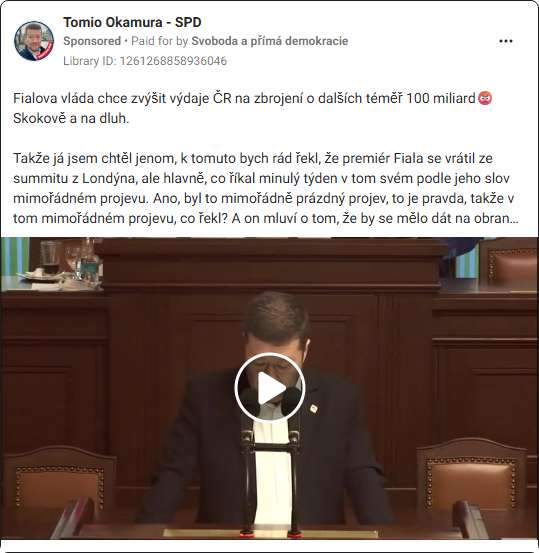 Tomio Okamura - SPD
Sponsored • Paid for by Svoboda a přímá demokracie
Library ID: 1261268858936046
Fialova vláda chce zvýšit výdaje ČR na zbrojení o dalších téměř 100 miliard😡
Skokově a na dluh.
Takže já jsem chtěl jenom, k tomuto bych rád řekl, že premiér Fiala se vrátil ze
summitu z Londýna, ale hlavně, co říkal minulý týden v tom svém podle jeho slov
mimořádném projevu. Ano, byl to mimořádně prázdný projev, to je pravda, takže v
tom mimořádném projevu, co řekl? A on mluví o tom, že by se mělo dát na obran...